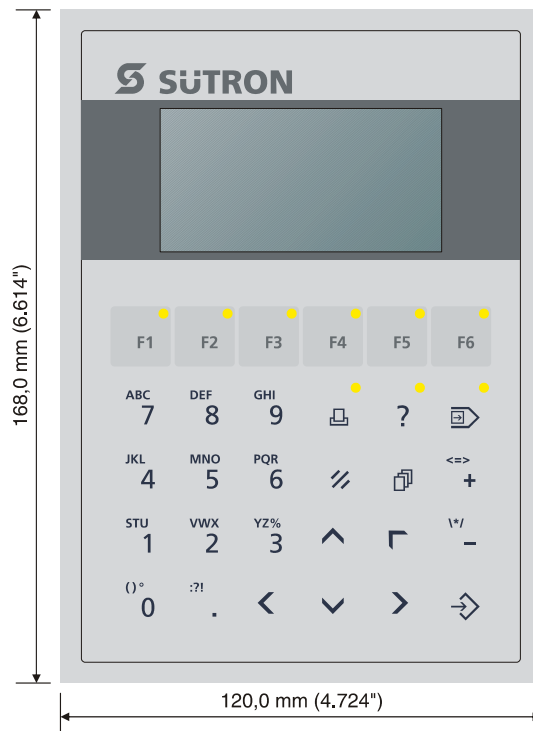 SÜTRON
168,0 mm (6.614")
F1 F2 F3 F4 F5 F6
ABC DEF GHI
7 8 9 ?
JKL MNO PQR <=>
4 5 6 +
STU VWX YZ% \*/
1 2 3 −
()° :?!
0 .
120,0 mm (4.724")